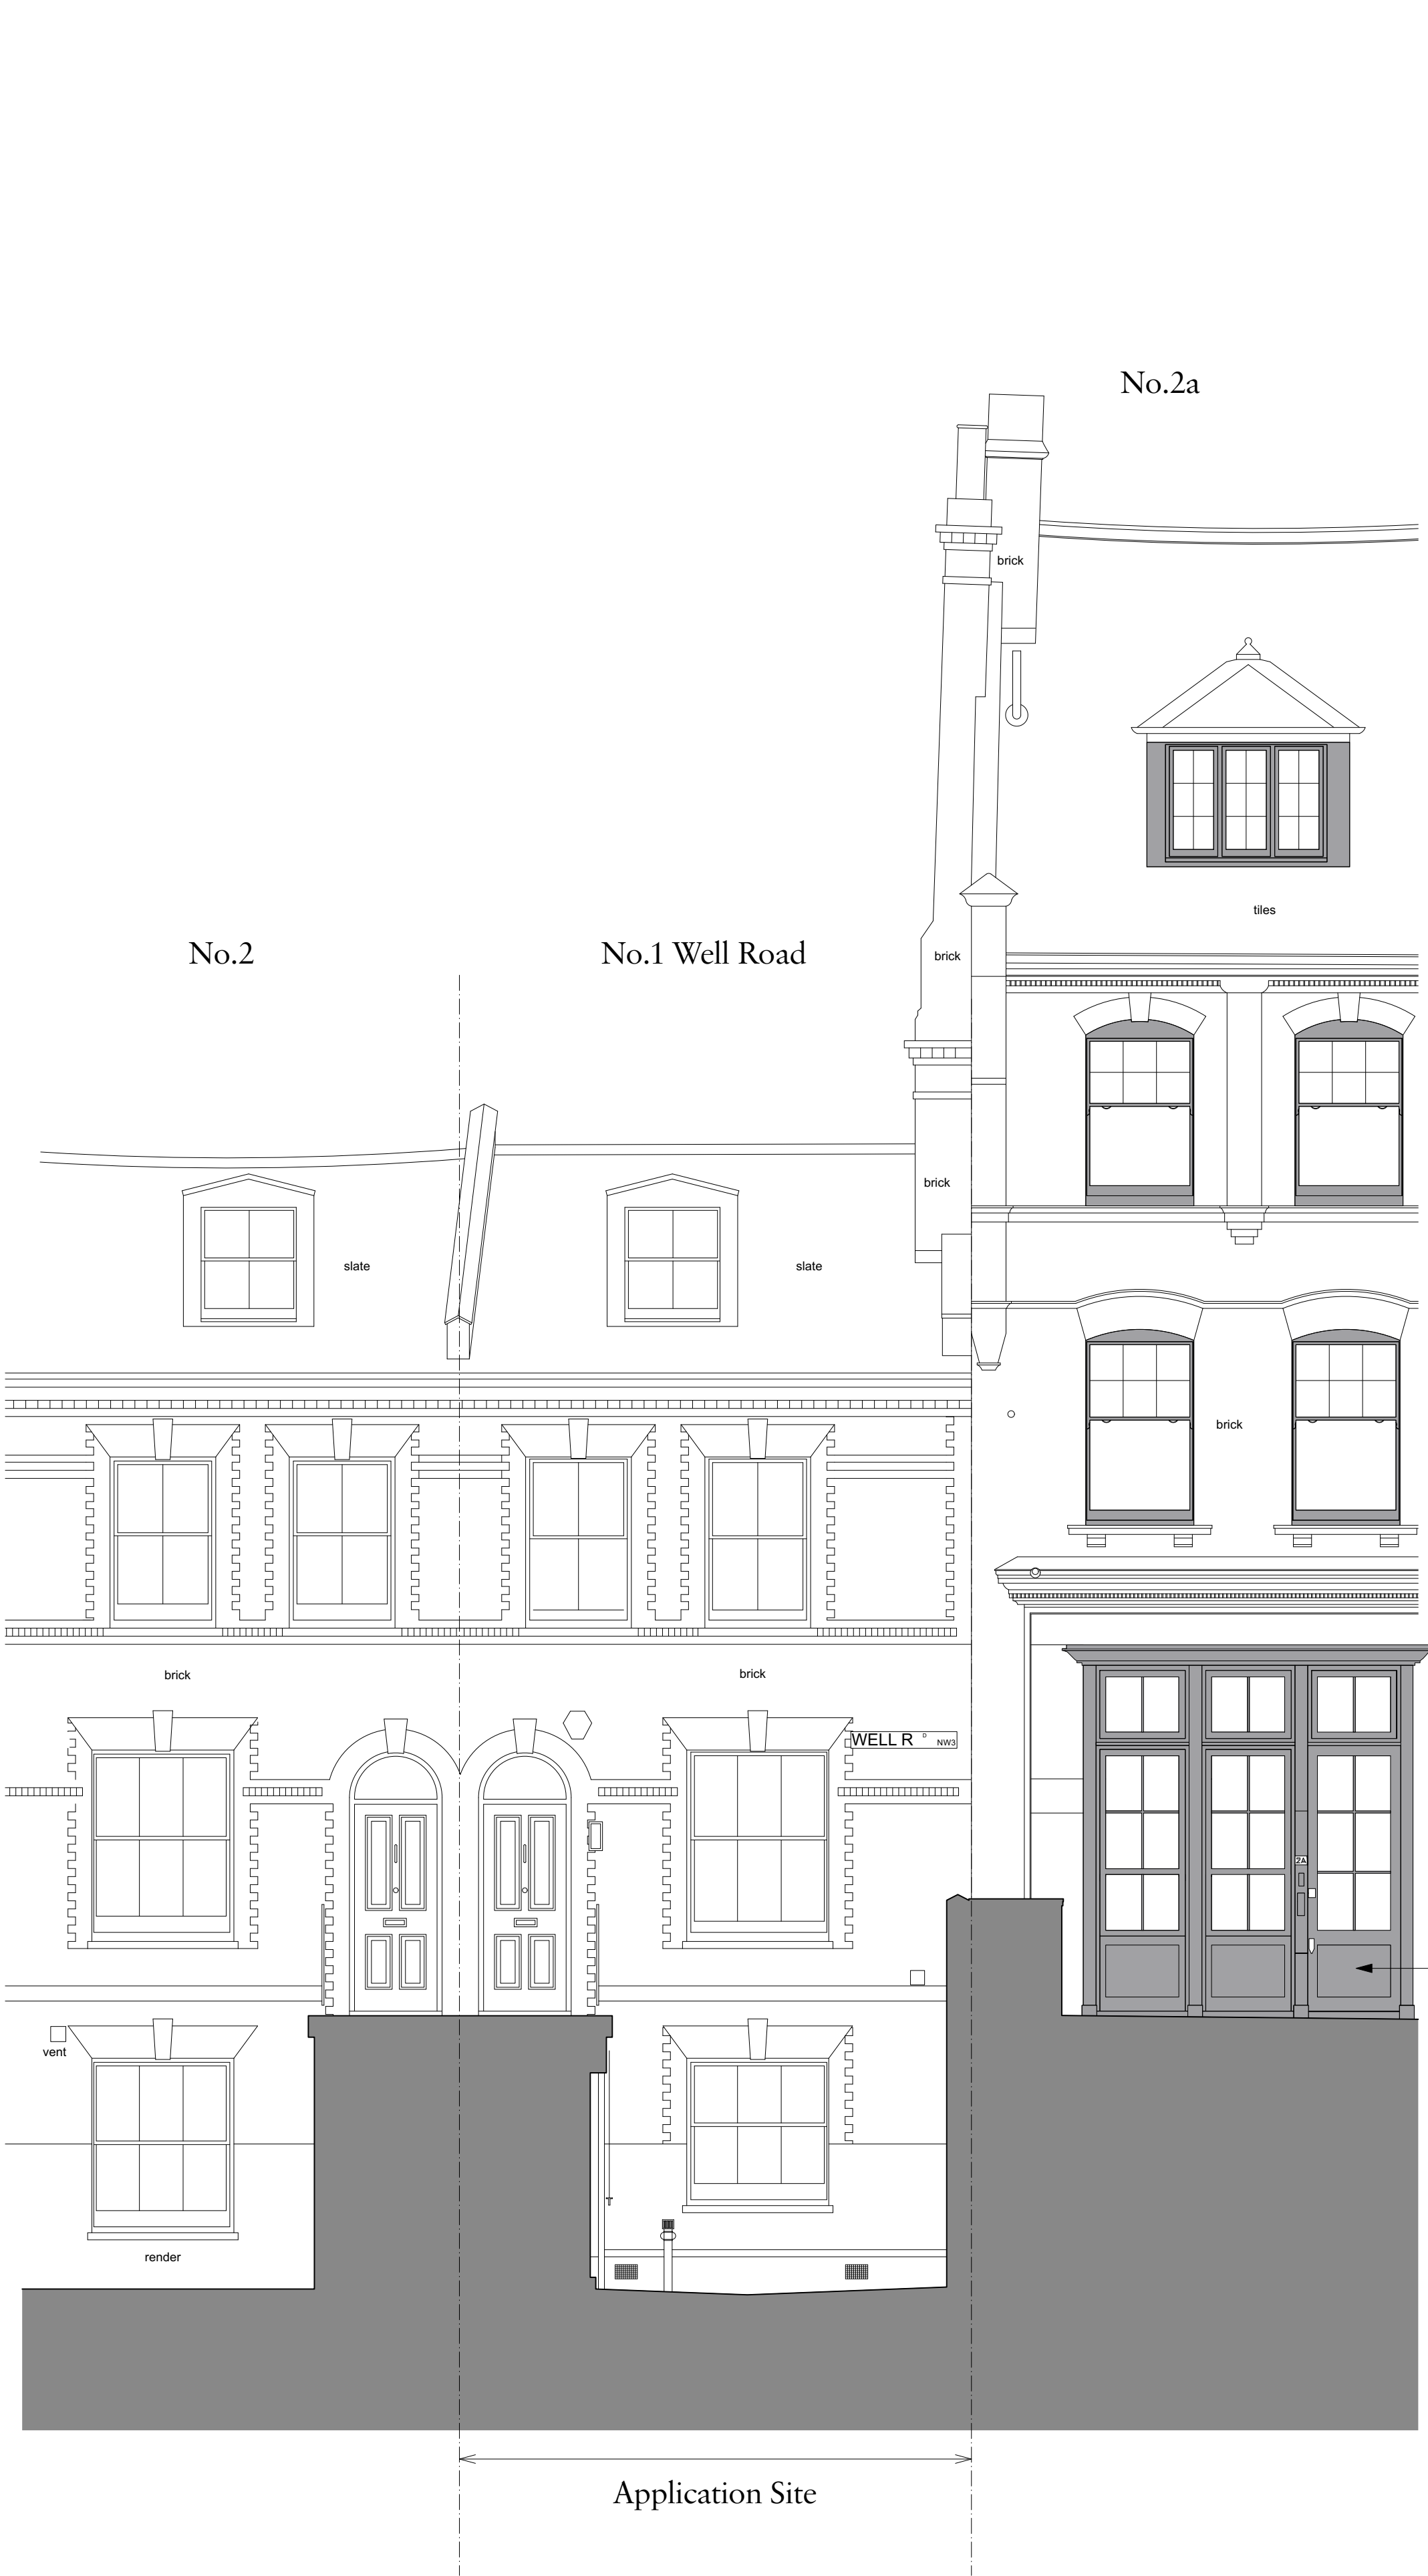 No.2a
brick
tiles
No.2
No.1 Well Road
brick
brick
slate
slate
brick
brick
brick
WELL R D NW3
2A
vent
render
Application Site